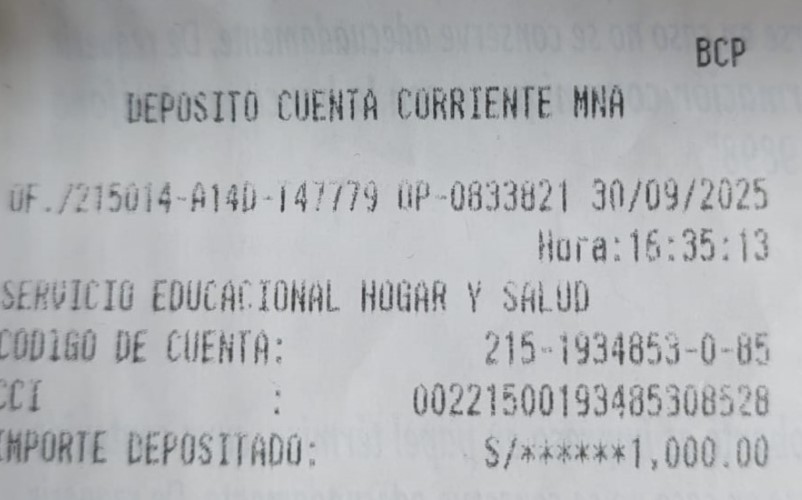 BCP
DEPOSITO CUENTA CORRIENTE MNA
OF./215014-A14D-T47779 OP-0833821 30/09/2025
Hora:16:35:13
SERVICIO EDUCACIONAL HOGAR Y SALUD
CODIGO DE CUENTA: 215-1934853-0-85
CCI : 00221500193485308528
IMPORTE DEPOSITADO: S/******1,000.00